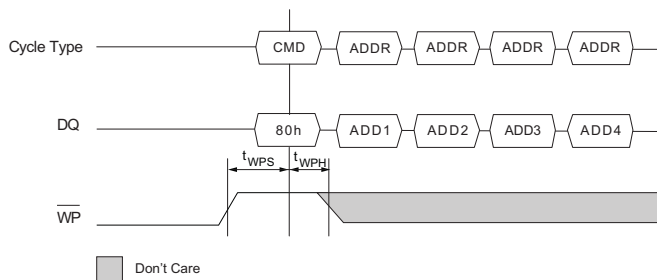 Cycle Type CMD ADDR ADDR ADDR ADDR
DQ 80h ADD1 ADD2 ADD3 ADD4
tWPS tWPH
WP
Don't Care